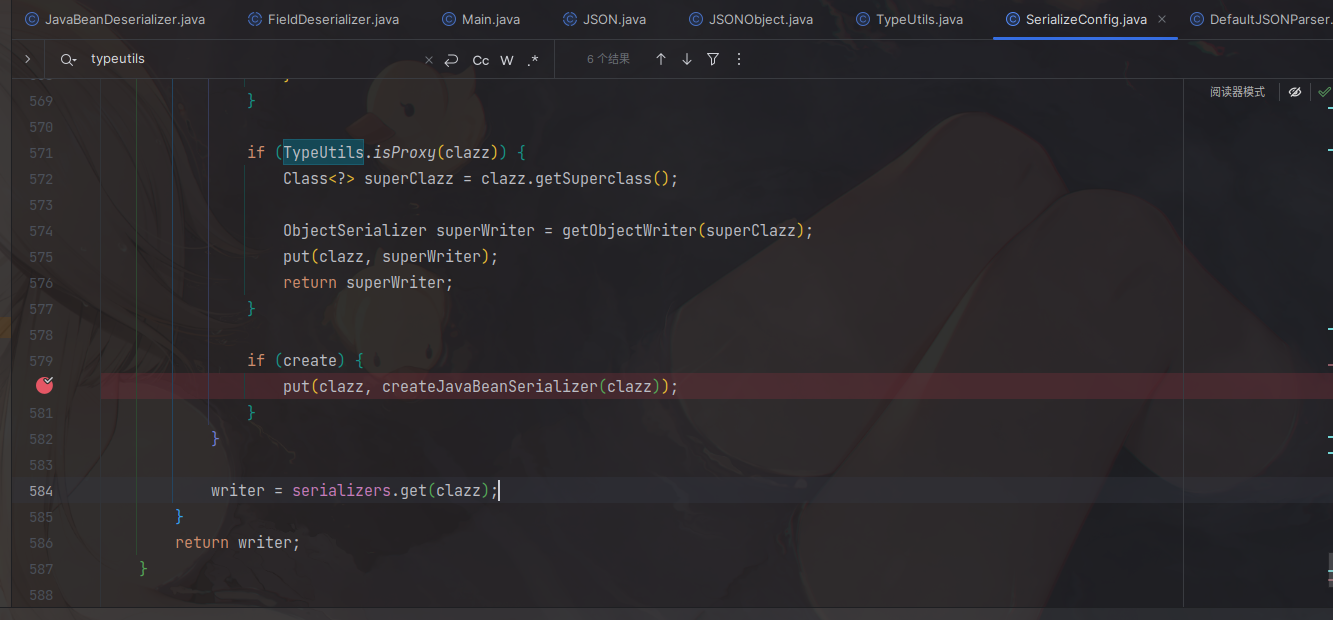 JavaBeanDeserializer.java FieldDeserializer.java Main.java JSON.java JSONObject.java TypeUtils.java SerializeConfig.java × DefaultJSONParser.
typeutils × Cc W .* 6 个结果
阅读器模式
569 }
570
571 if (TypeUtils.isProxy(clazz)) {
572 Class<?> superClazz = clazz.getSuperclass();
573
574 ObjectSerializer superWriter = getObjectWriter(superClazz);
575 put(clazz, superWriter);
576 return superWriter;
577 }
578
579 if (create) {
put(clazz, createJavaBeanSerializer(clazz));
581 }
582 }
583
584 writer = serializers.get(clazz);
585 }
586 return writer;
587 }
588